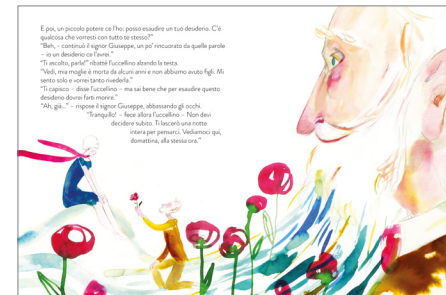 E poi, un piccolo potere ce l'ho: posso esaudire un tuo desiderio. C'è
qualcosa che vorresti con tutto te stesso?"
"Beh, – continuò il signor Giuseppe, un po' rincuorato da quelle parole
– io un desiderio ce l'avrei."
"Ti ascolto, parla!" ribatté l'uccellino alzando la testa.
"Vedi, mia moglie è morta da alcuni anni e non abbiamo avuto figli. Mi
sento solo e vorrei tanto rivederla."
"Ti capisco – disse l'uccellino – ma sai bene che per esaudire questo
desiderio dovrei farti morire."
"Ah, già..." – rispose il signor Giuseppe, abbassando gli occhi.
"Tranquillo! – fece allora l'uccellino – Non devi
decidere subito. Ti lascerò una notte
intera per pensarci. Vediamoci qui,
domattina, alla stessa ora."